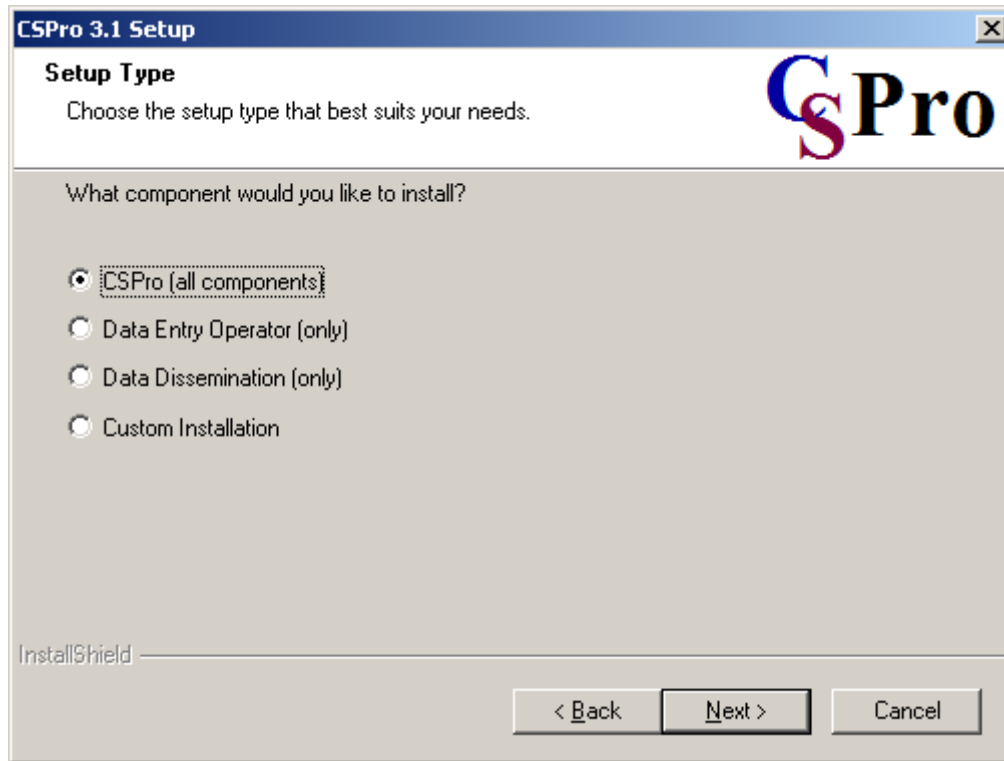 CSPro 3.1 Setup
Setup Type
Choose the setup type that best suits your needs.
CSPro
What component would you like to install?
CSPro (all components)
Data Entry Operator (only)
Data Dissemination (only)
Custom Installation
InstallShield
< Back Next > Cancel